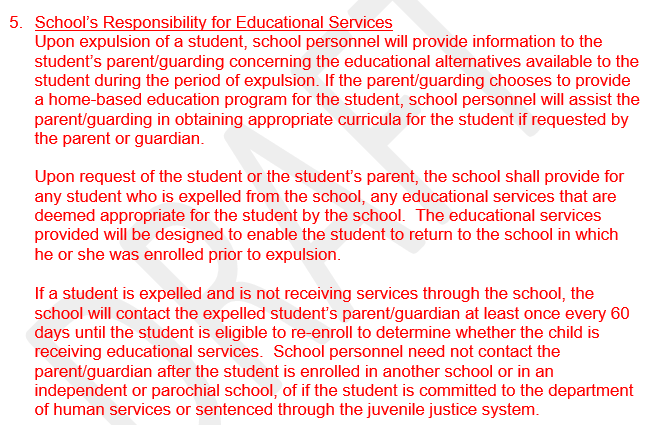 5. School's Responsibility for Educational Services
Upon expulsion of a student, school personnel will provide information to the
student's parent/guarding concerning the educational alternatives available to the
student during the period of expulsion. If the parent/guarding chooses to provide
a home-based education program for the student, school personnel will assist the
parent/guarding in obtaining appropriate curricula for the student if requested by
the parent or guardian.
Upon request of the student or the student's parent, the school shall provide for
any student who is expelled from the school, any educational services that are
deemed appropriate for the student by the school.  The educational services
provided will be designed to enable the student to return to the school in which
he or she was enrolled prior to expulsion.
If a student is expelled and is not receiving services through the school, the
school will contact the expelled student's parent/guardian at least once every 60
days until the student is eligible to re-enroll to determine whether the child is
receiving educational services.  School personnel need not contact the
parent/guardian after the student is enrolled in another school or in an
independent or parochial school, of if the student is committed to the department
of human services or sentenced through the juvenile justice system.
DRAFT